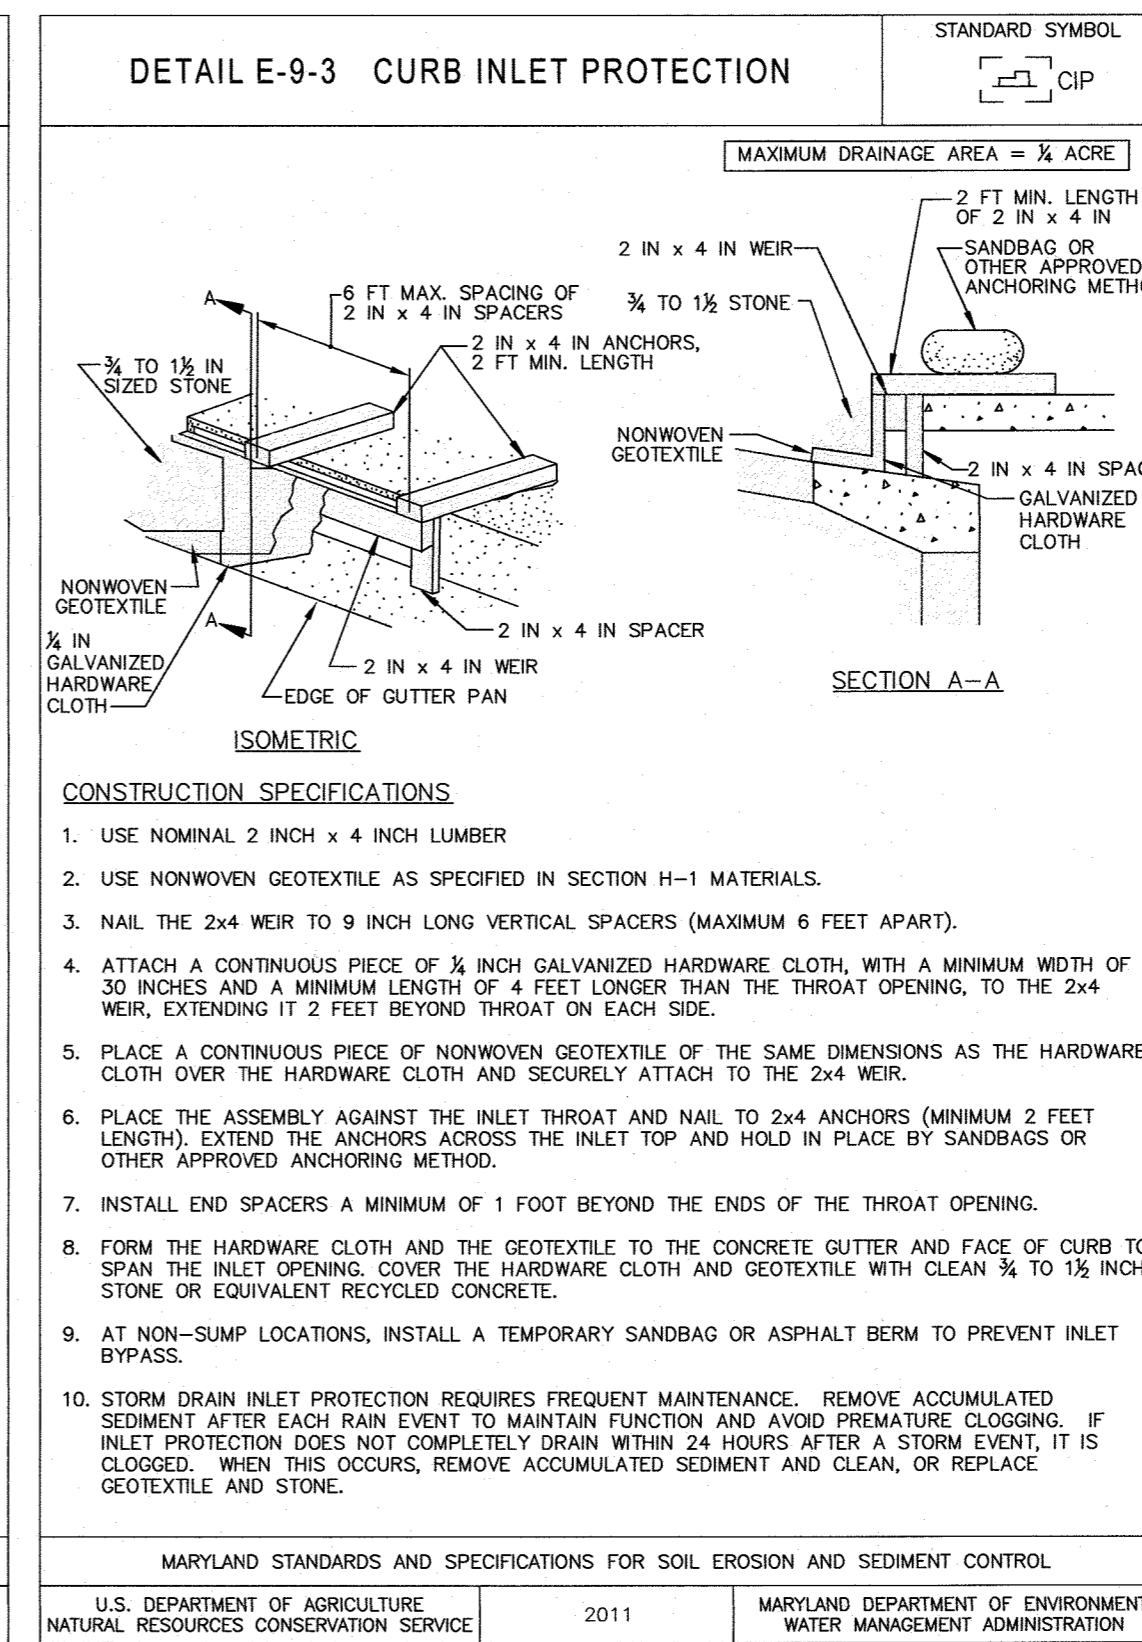 DETAIL E-9-3 CURB INLET PROTECTION
STANDARD SYMBOL
CIP
MAXIMUM DRAINAGE AREA = ¼ ACRE
2 FT MIN. LENGTH
OF 2 IN x 4 IN
2 IN x 4 IN WEIR
SANDBAG OR
OTHER APPROVED
ANCHORING
¾ TO 1½ STONE
NONWOVEN
GEOTEXTILE
2 IN x 4 IN
GALVANIZED
HARDWARE
CLOTH
SECTION A-A
A
6 FT MAX. SPACING OF
2 IN x 4 IN SPACERS
2 IN x 4 IN ANCHORS,
2 FT MIN. LENGTH
¾ TO 1½ IN
SIZED STONE
NONWOVEN
GEOTEXTILE
A
¼ IN
GALVANIZED
HARDWARE
CLOTH
2 IN x 4 IN SPACER
2 IN x 4 IN WEIR
EDGE OF GUTTER PAN
ISOMETRIC
CONSTRUCTION SPECIFICATIONS
1. USE NOMINAL 2 INCH x 4 INCH LUMBER
2. USE NONWOVEN GEOTEXTILE AS SPECIFIED IN SECTION H-1 MATERIALS.
3. NAIL THE 2x4 WEIR TO 9 INCH LONG VERTICAL SPACERS (MAXIMUM 6 FEET APART).
4. ATTACH A CONTINUOUS PIECE OF ¼ INCH GALVANIZED HARDWARE CLOTH, WITH A MINIMUM WIDTH OF
30 INCHES AND A MINIMUM LENGTH OF 4 FEET LONGER THAN THE THROAT OPENING, TO THE 2x4
WEIR, EXTENDING IT 2 FEET BEYOND THROAT ON EACH SIDE.
5. PLACE A CONTINUOUS PIECE OF NONWOVEN GEOTEXTILE OF THE SAME DIMENSIONS AS THE HARDWARE
CLOTH OVER THE HARDWARE CLOTH AND SECURELY ATTACH TO THE 2x4 WEIR.
6. PLACE THE ASSEMBLY AGAINST THE INLET THROAT AND NAIL TO 2x4 ANCHORS (MINIMUM 2 FEET
LENGTH). EXTEND THE ANCHORS ACROSS THE INLET TOP AND HOLD IN PLACE BY SANDBAGS OR
OTHER APPROVED ANCHORING METHOD.
7. INSTALL END SPACERS A MINIMUM OF 1 FOOT BEYOND THE ENDS OF THE THROAT OPENING.
8. FORM THE HARDWARE CLOTH AND THE GEOTEXTILE TO THE CONCRETE GUTTER AND FACE OF CURB TO
SPAN THE INLET OPENING. COVER THE HARDWARE CLOTH AND GEOTEXTILE WITH CLEAN ¾ TO 1½ INCH
STONE OR EQUIVALENT RECYCLED CONCRETE.
9. AT NON-SUMP LOCATIONS, INSTALL A TEMPORARY SANDBAG OR ASPHALT BERM TO PREVENT INLET
BYPASS.
10. STORM DRAIN INLET PROTECTION REQUIRES FREQUENT MAINTENANCE. REMOVE ACCUMULATED
SEDIMENT AFTER EACH RAIN EVENT TO MAINTAIN FUNCTION AND AVOID PREMATURE CLOGGING. IF
INLET PROTECTION DOES NOT COMPLETELY DRAIN WITHIN 24 HOURS AFTER A STORM EVENT, IT IS
CLOGGED. WHEN THIS OCCURS, REMOVE ACCUMULATED SEDIMENT AND CLEAN, OR REPLACE
GEOTEXTILE AND STONE.
MARYLAND STANDARDS AND SPECIFICATIONS FOR SOIL EROSION AND SEDIMENT CONTROL
U.S. DEPARTMENT OF AGRICULTURE
NATURAL RESOURCES CONSERVATION SERVICE
2011
MARYLAND DEPARTMENT OF ENVIRONMENT
WATER MANAGEMENT ADMINISTRATION